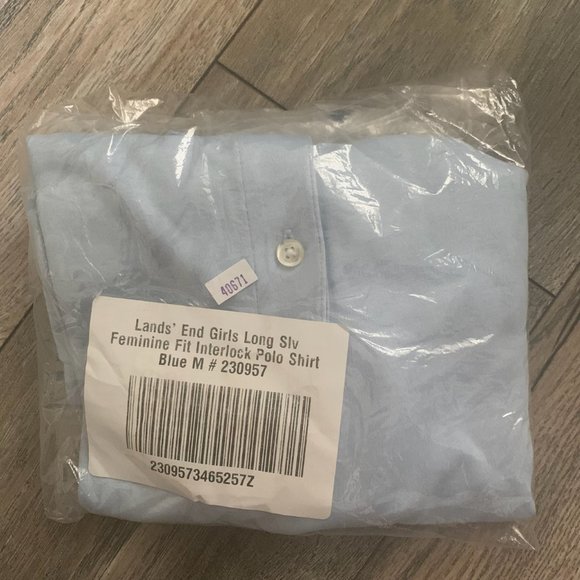 40671
Lands' End Girls Long Slv
Feminine Fit Interlock Polo Shirt
Blue M # 230957
2309573465257Z